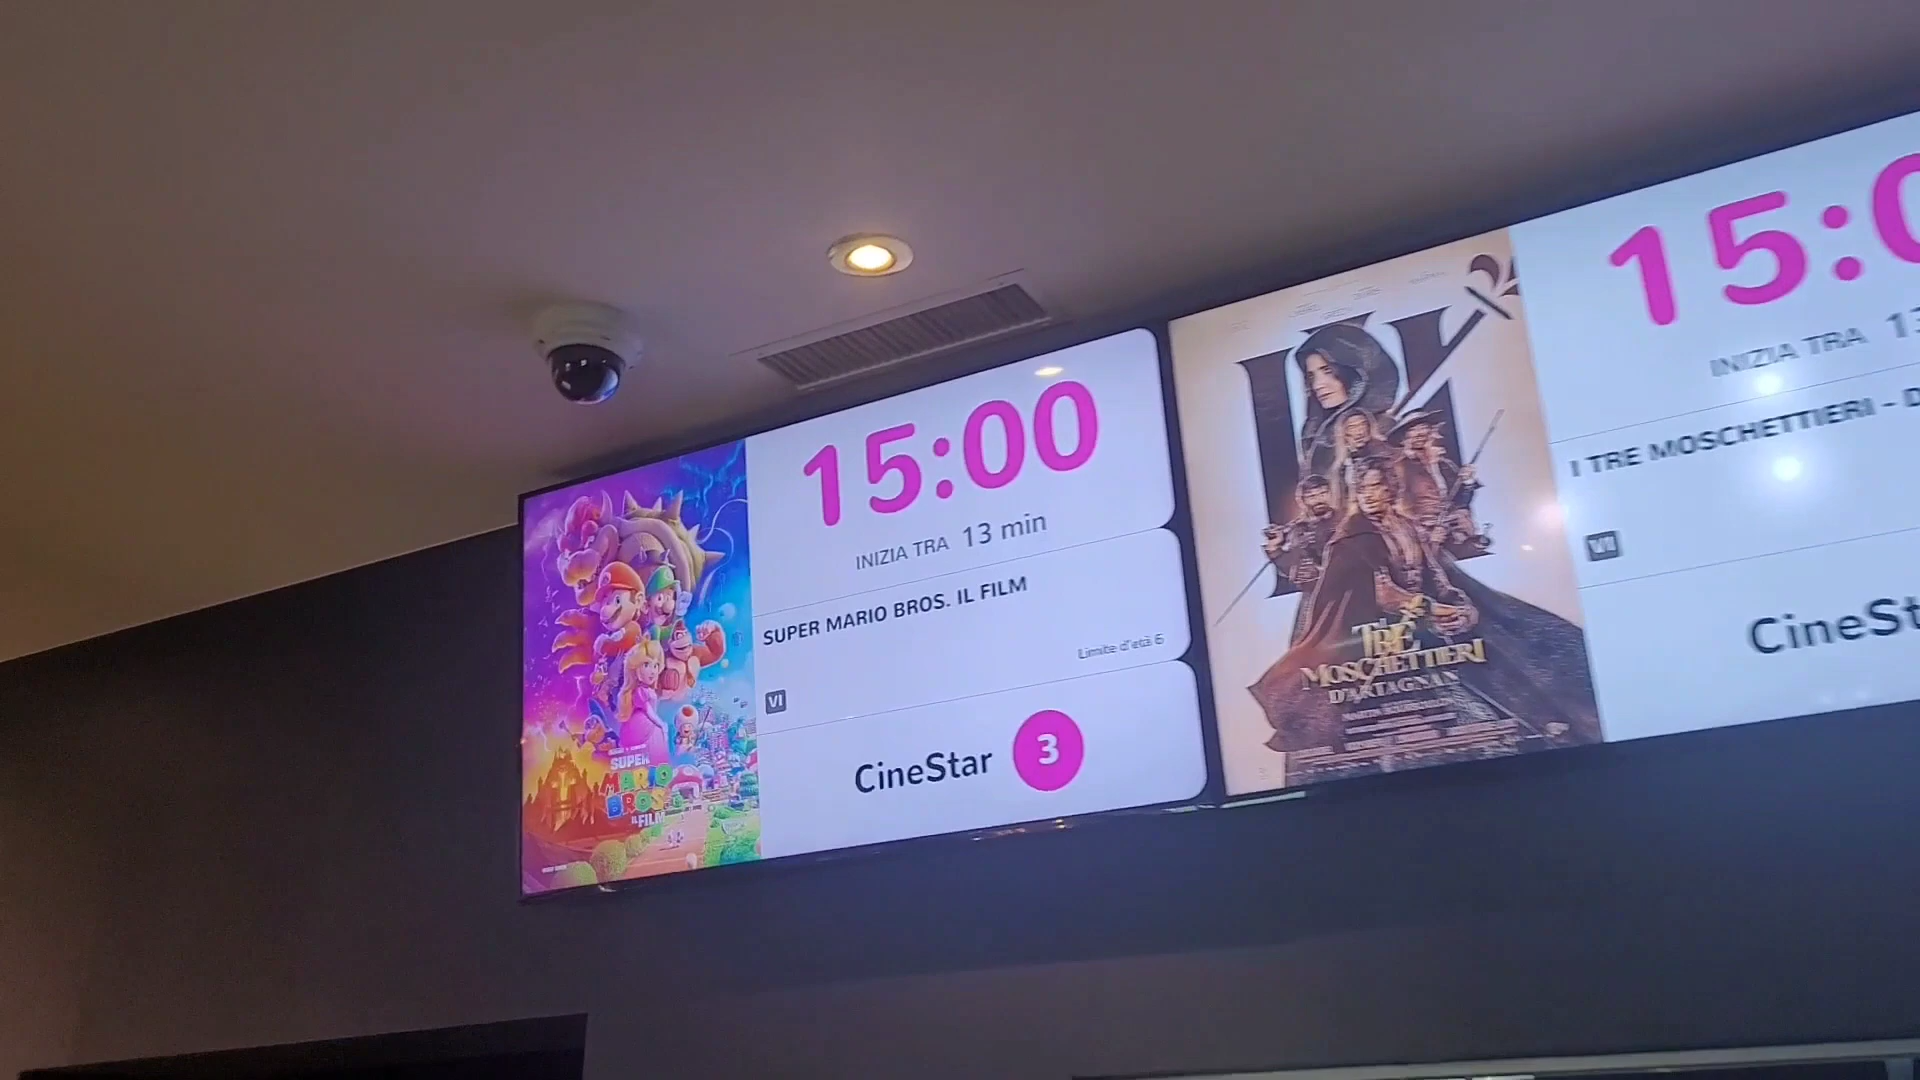 15:00
INIZIA TRA 13 min
SUPER MARIO BROS. IL FILM
Limite d'età 6
VI
CineStar 3
SUPER
MARIO
BROS
IL FILM
I TRE
MOSCHETTIERI
D'ARTAGNAN
15:0
INIZIA TRA 13
I TRE MOSCHETTIERI - D
VI
CineSt